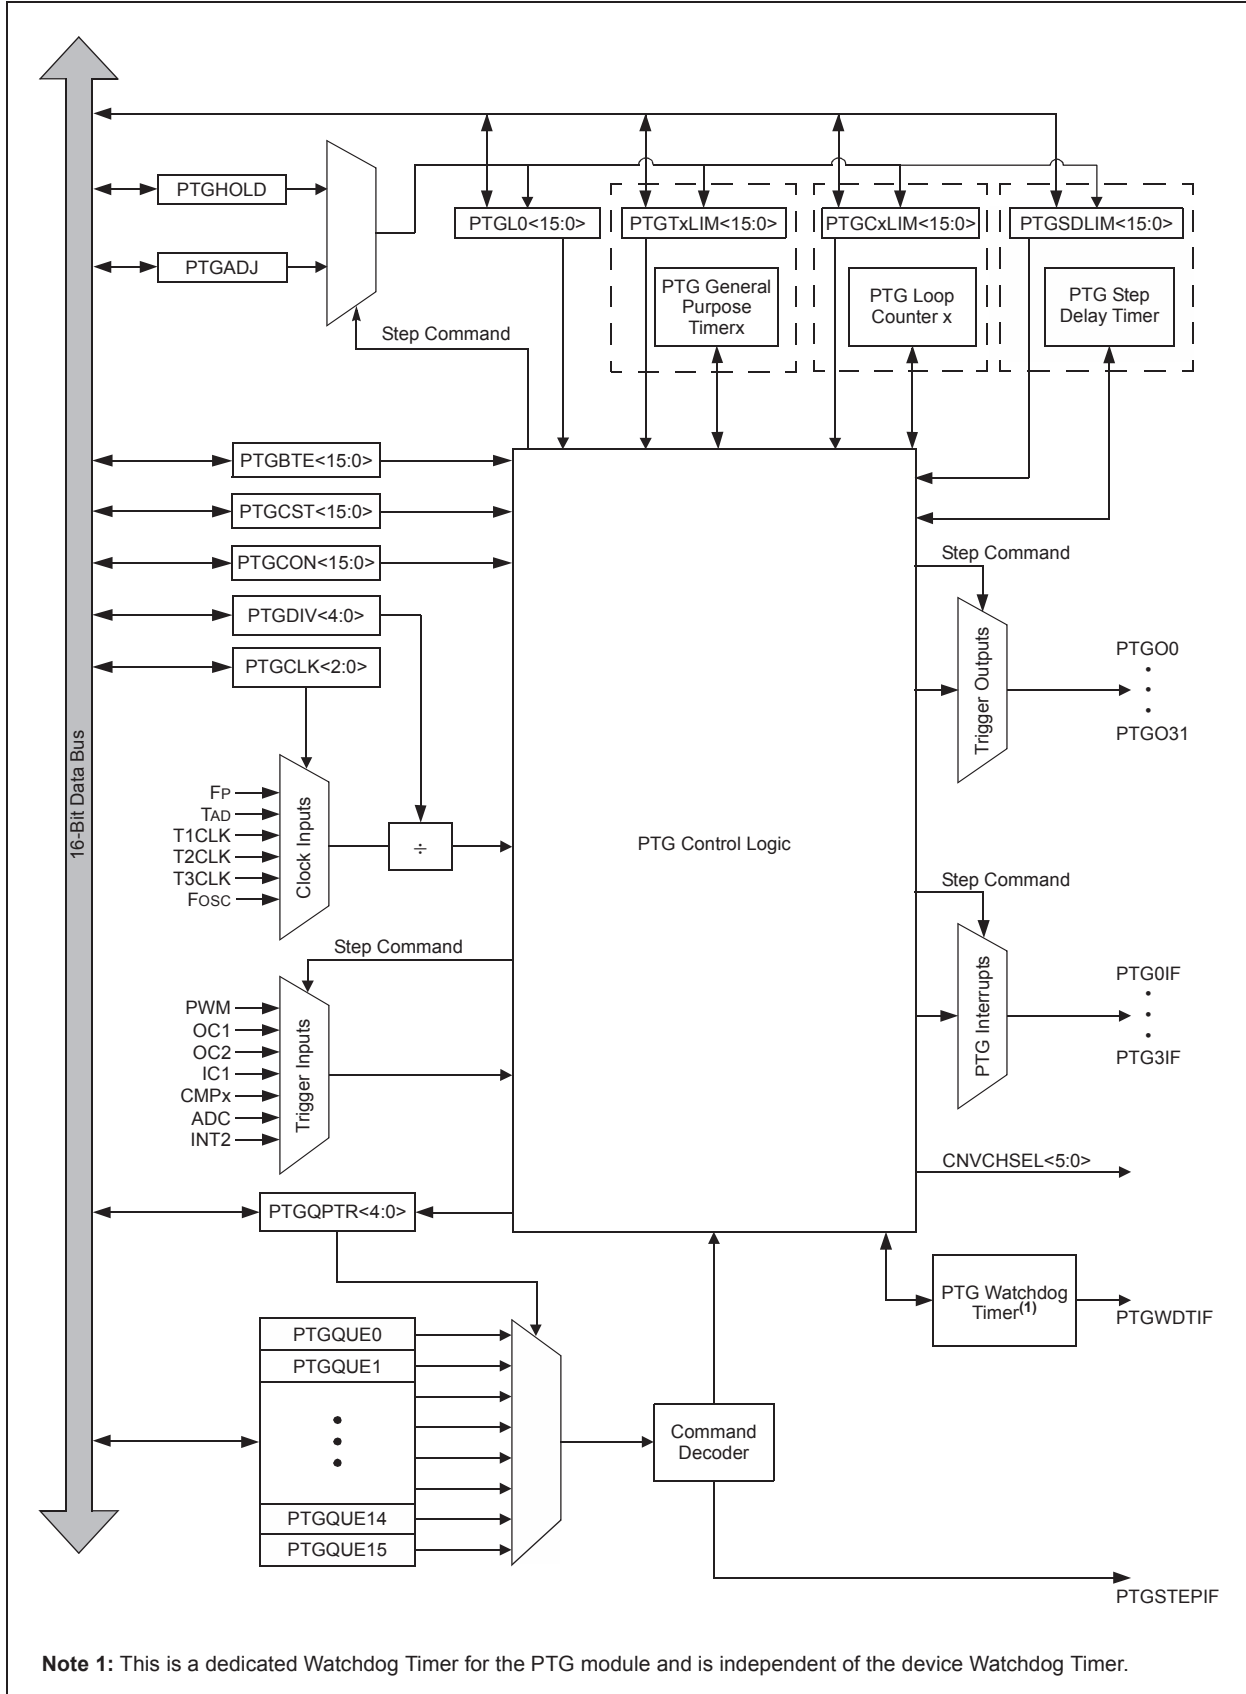 PTGHOLD
PTGADJ
PTGL0<15:0>
PTGTxLIM<15:0>
PTGCxLIM<15:0>
PTGSDLIM<15:0>
PTG General
Purpose
Timerx
PTG Loop
Counter x
PTG Step
Delay Timer
Step Command
PTGBTE<15:0>
PTGCST<15:0>
PTGCON<15:0>
PTGDIV<4:0>
PTGCLK<2:0>
16-Bit Data Bus
FP
TAD
T1CLK
T2CLK
T3CLK
FOSC
Clock Inputs
÷
PTG Control Logic
Step Command
Trigger Outputs
PTGO0
PTGO31
Step Command
PTG Interrupts
PTG0IF
PTG3IF
Step Command
PWM
OC1
OC2
IC1
CMPx
ADC
INT2
Trigger Inputs
CNVCHSEL<5:0>
PTGQPTR<4:0>
PTG Watchdog
Timer(1)
PTGWDTIF
PTGQUE0
PTGQUE1
PTGQUE14
PTGQUE15
Command
Decoder
PTGSTEPIF
Note 1: This is a dedicated Watchdog Timer for the PTG module and is independent of the device Watchdog Timer.